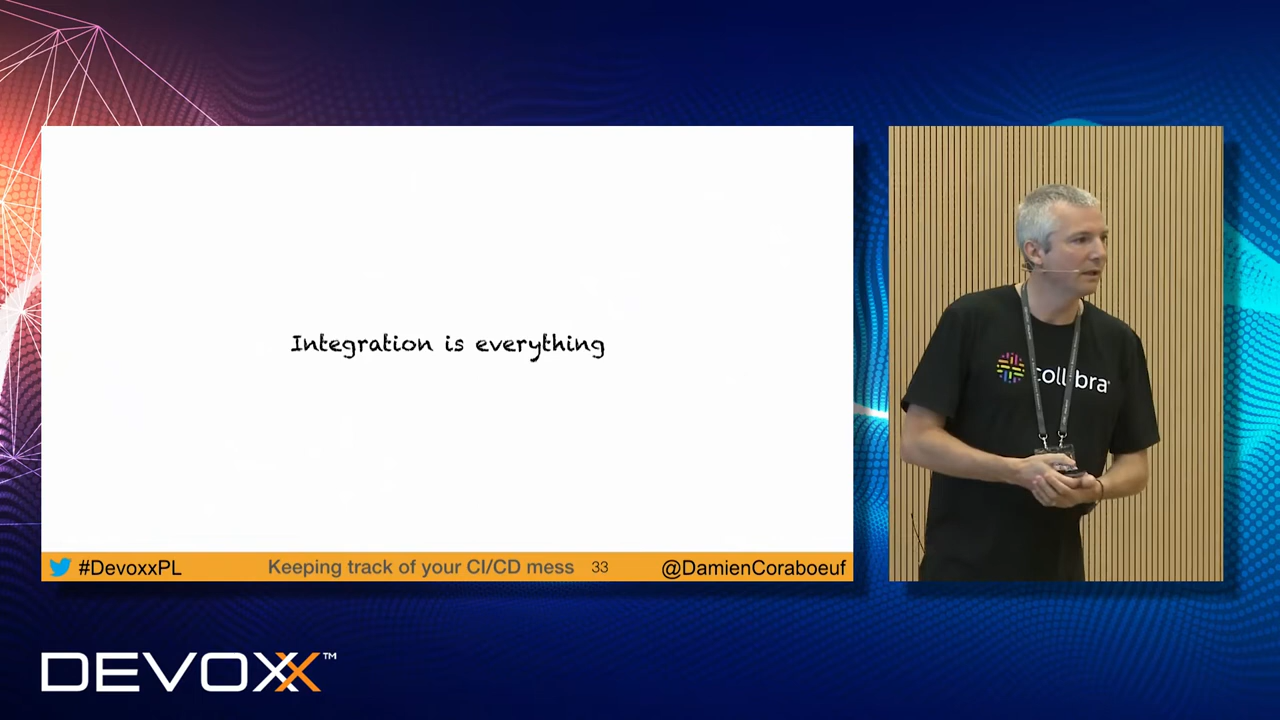 Integration is everything
collibra
#DevoxxPL
Keeping track of your CI/CD mess
33
@DamienCoraboeuf
DEVOXX™